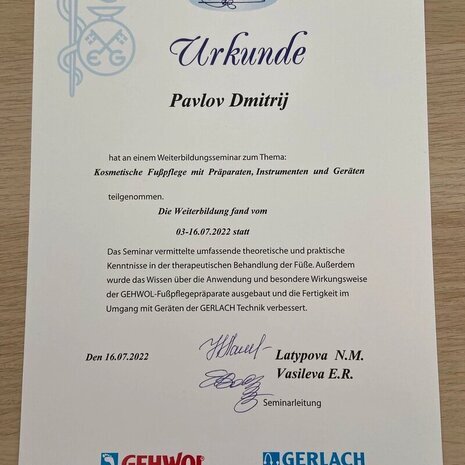 EG
Urkunde
Pavlov Dmitrij
hat an einem Weiterbildungsseminar zum Thema:
Kosmetische Fußpflege mit Präparaten, Instrumenten und Geräten
teilgenommen.
Die Weiterbildung fand vom
03-16.07.2022 statt
Das Seminar vermittelte umfassende theoretische und praktische
Kenntnisse in der therapeutischen Behandlung der Füße. Außerdem
wurde das Wissen über die Anwendung und besondere Wirkungsweise
der GEHWOL-Fußpflegepräparate ausgebaut und die Fertigkeit im
Umgang mit Geräten der GERLACH Technik verbessert.
Den 16.07.2022
Latypova N.M.
Vasileva E.R.
Seminarleitung
GEHWOL
GERLACH